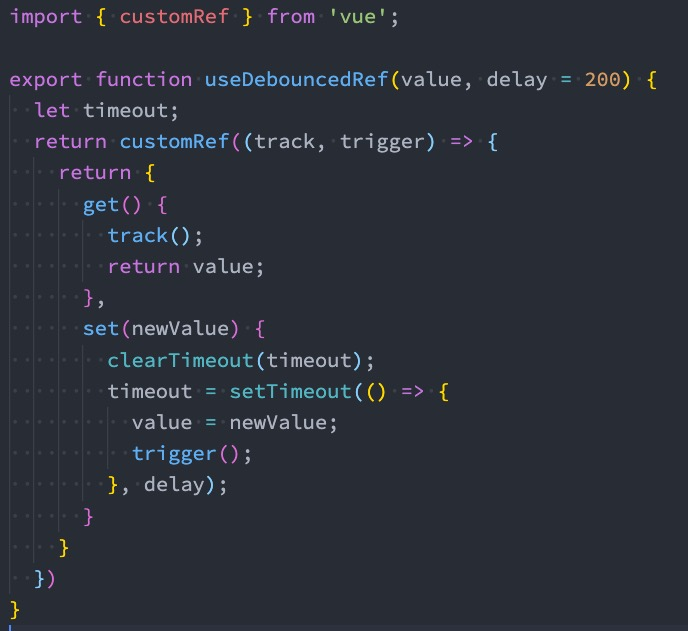 import { customRef } from 'vue';

export function useDebouncedRef(value, delay = 200) {
  let timeout;
  return customRef((track, trigger) => {
    return {
      get() {
        track();
        return value;
      },
      set(newValue) {
        clearTimeout(timeout);
        timeout = setTimeout(() => {
          value = newValue;
          trigger();
        }, delay);
      }
    }
  })
}